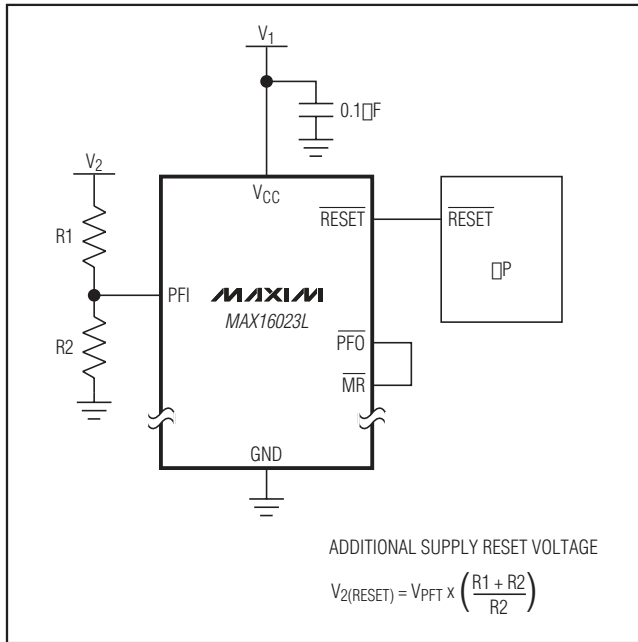 V1
0.1▯F
V2
VCC
RESET
RESET
R1
▯P
PFI
MAXIM
MAX16023L
PFO
R2
MR
GND
ADDITIONAL SUPPLY RESET VOLTAGE
V2(RESET) = VPFT x (R1 + R2 / R2)